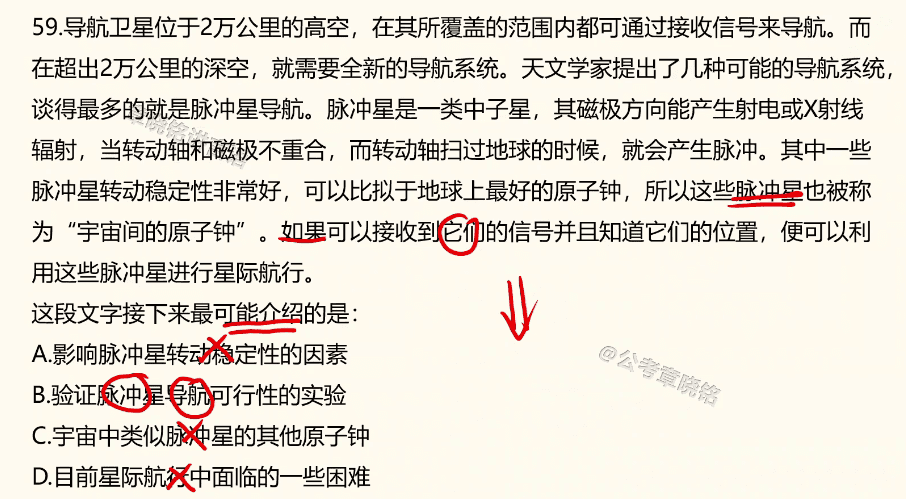 59.导航卫星位于2万公里的高空，在其所覆盖的范围内都可通过接收信号来导航。而
在超出2万公里的深空，就需要全新的导航系统。天文学家提出了几种可能的导航系统，
谈得最多的就是脉冲星导航。脉冲星是一类中子星，其磁极方向能产生射电或X射线
辐射，当转动轴和磁极不重合，而转动轴扫过地球的时候，就会产生脉冲。其中一些
脉冲星转动稳定性非常好，可以比拟于地球上最好的原子钟，所以这些脉冲星也被称
为“宇宙间的原子钟”。如果可以接收到它们的信号并且知道它们的位置，便可以利
用这些脉冲星进行星际航行。
这段文字接下来最可能介绍的是：
A.影响脉冲星转动稳定性的因素
@公考章晓铭
B.验证脉冲星导航可行性的实验
C.宇宙中类似脉冲星的其他原子钟
D.目前星际航行中面临的一些困难